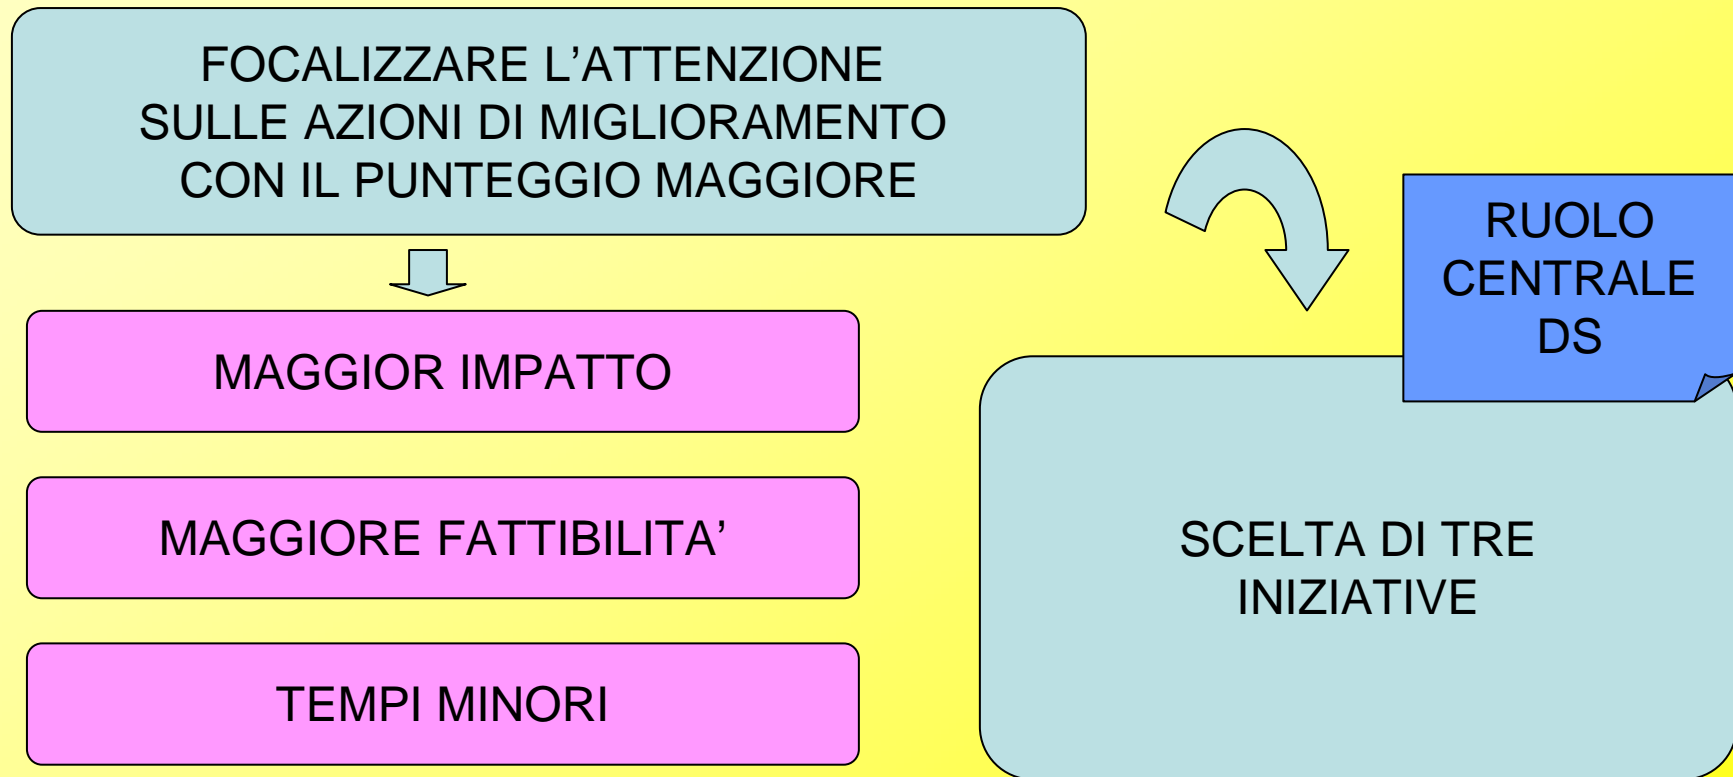 FOCALIZZARE L’ATTENZIONE
SULLE AZIONI DI MIGLIORAMENTO
CON IL PUNTEGGIO MAGGIORE
MAGGIOR IMPATTO
MAGGIORE FATTIBILITA’
TEMPI MINORI
RUOLO
CENTRALE
DS
SCELTA DI TRE
INIZIATIVE